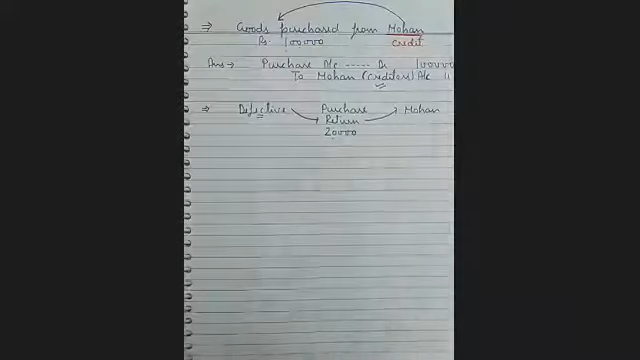 ⇒ Goods purchased from Mohan
Rs. 100000 credit
Ans → Purchase A/c ----- Dr 100000
To Mohan (creditors) A/c 11
⇒ Defective Purchase Mohan
Return
20000